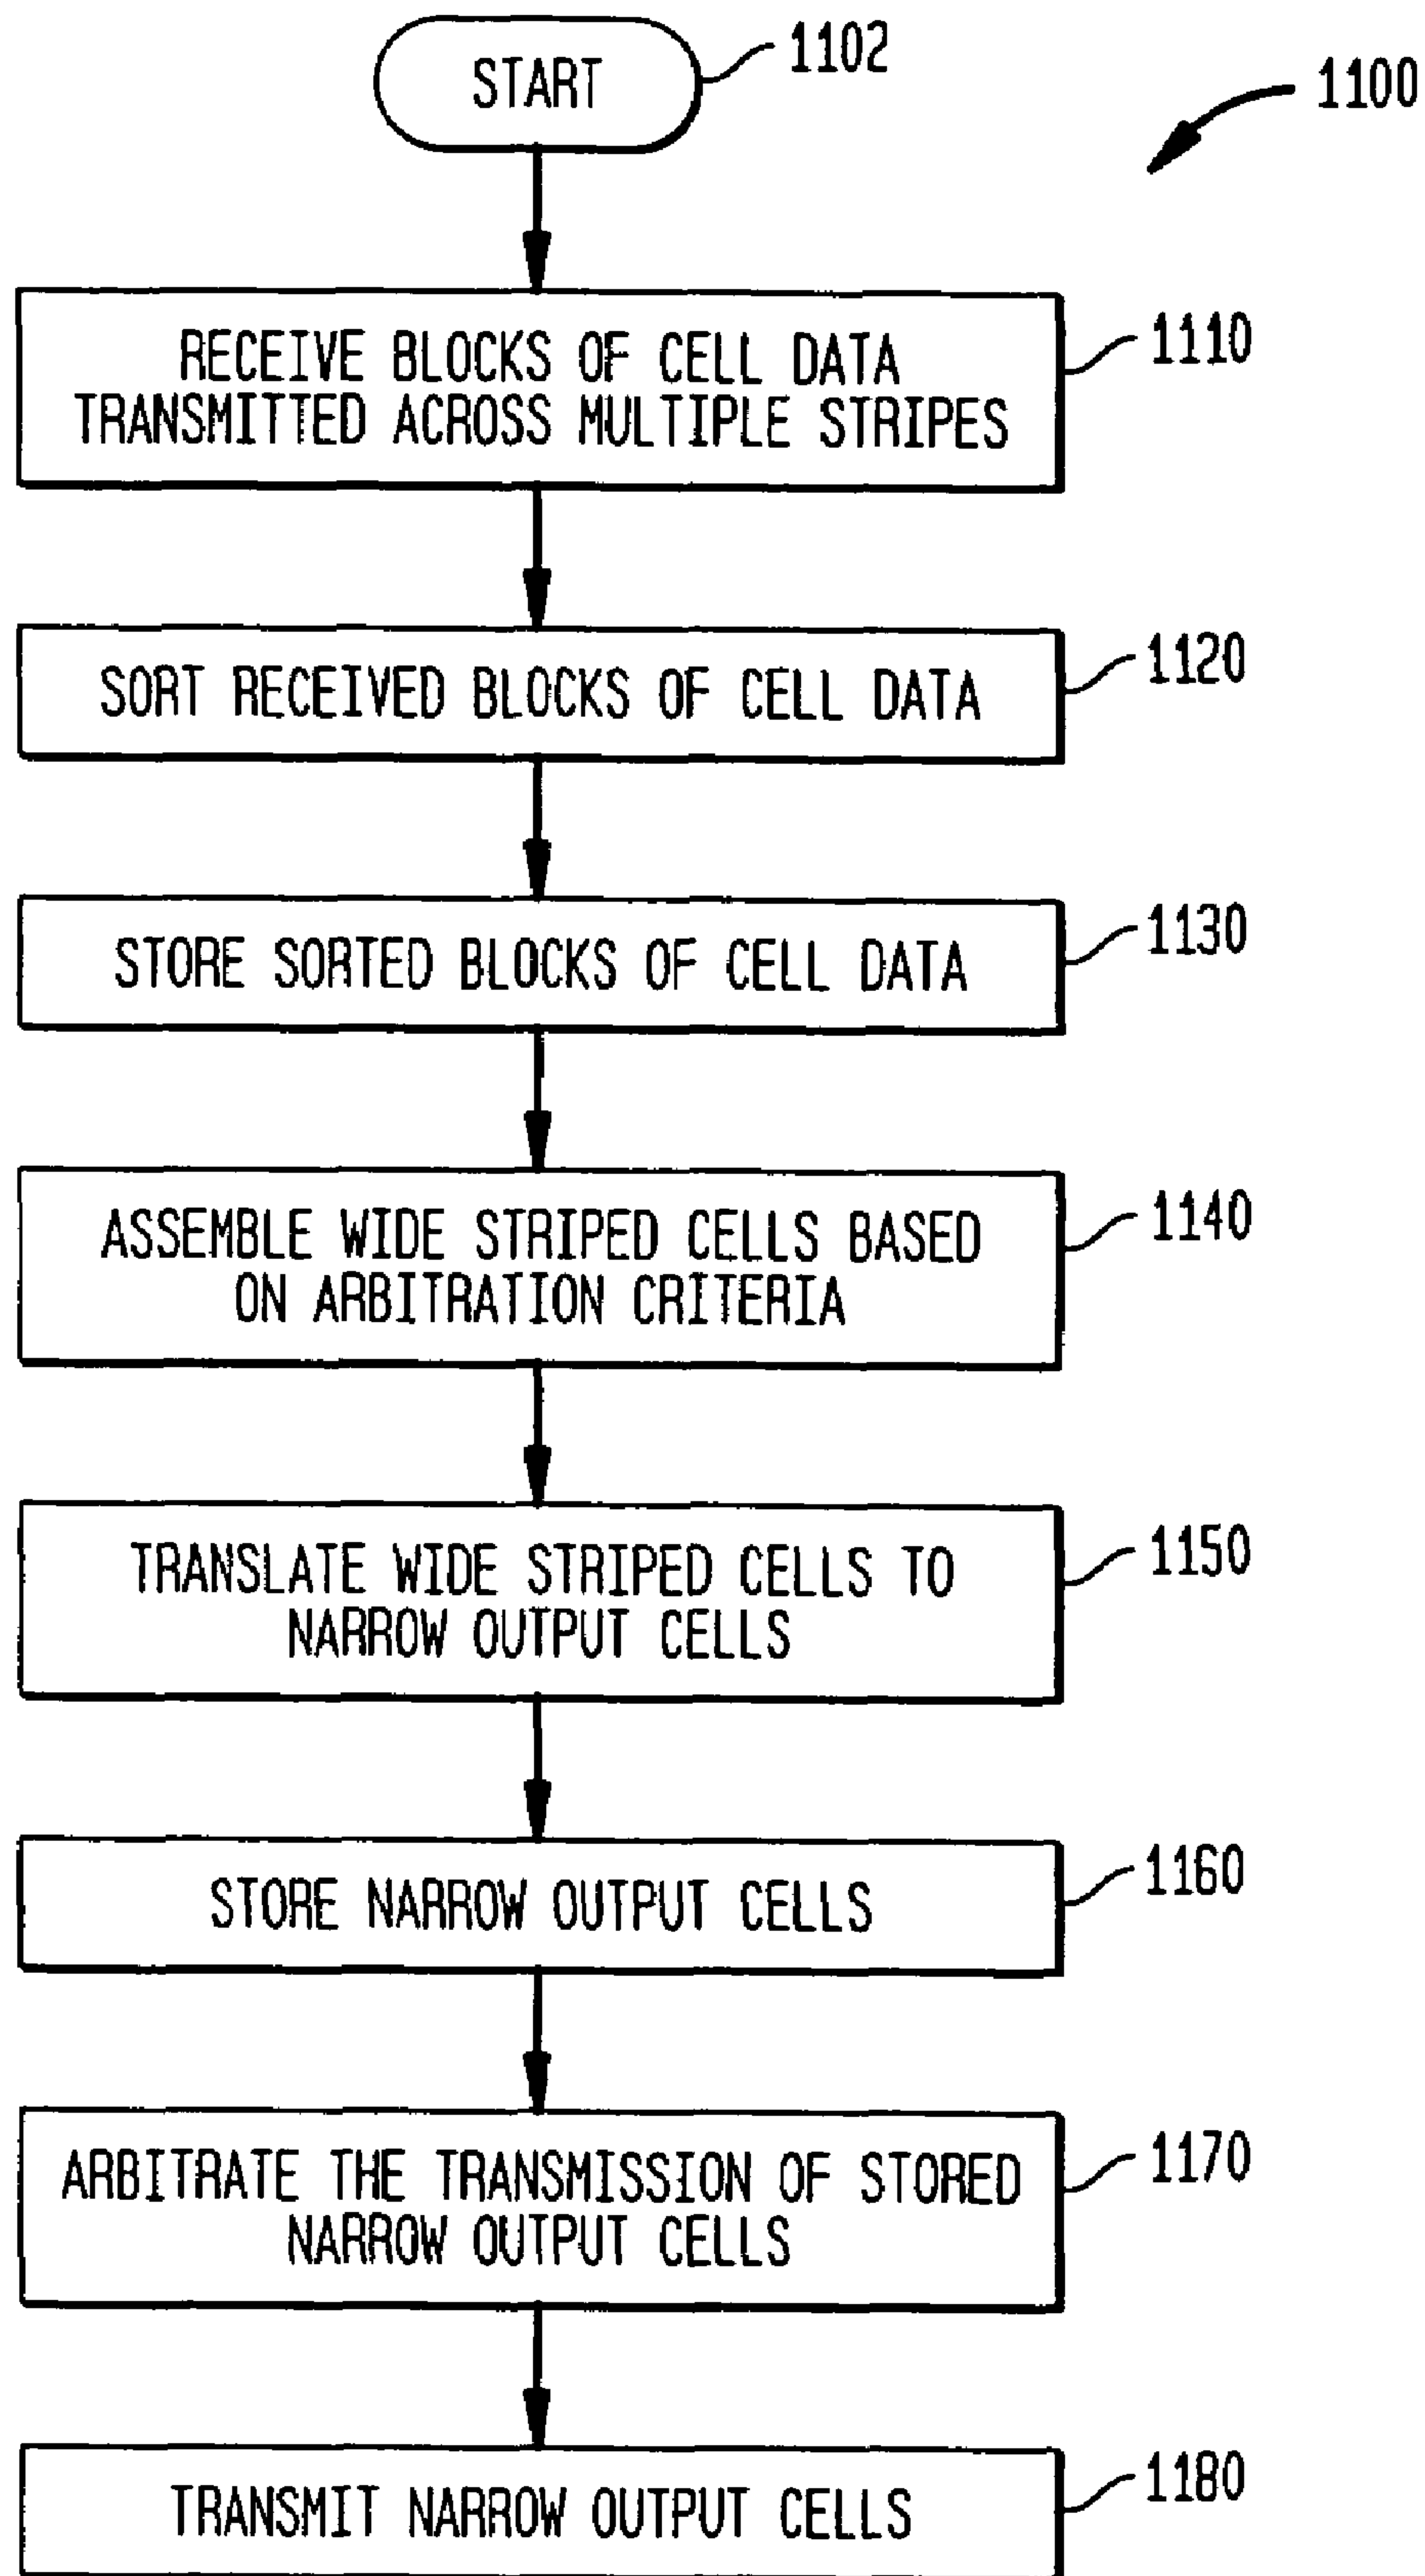 START
1102
1100
RECEIVE BLOCKS OF CELL DATA
TRANSMITTED ACROSS MULTIPLE STRIPES
1110
SORT RECEIVED BLOCKS OF CELL DATA
1120
STORE SORTED BLOCKS OF CELL DATA
1130
ASSEMBLE WIDE STRIPED CELLS BASED
ON ARBITRATION CRITERIA
1140
TRANSLATE WIDE STRIPED CELLS TO
NARROW OUTPUT CELLS
1150
STORE NARROW OUTPUT CELLS
1160
ARBITRATE THE TRANSMISSION OF STORED
NARROW OUTPUT CELLS
1170
TRANSMIT NARROW OUTPUT CELLS
1180